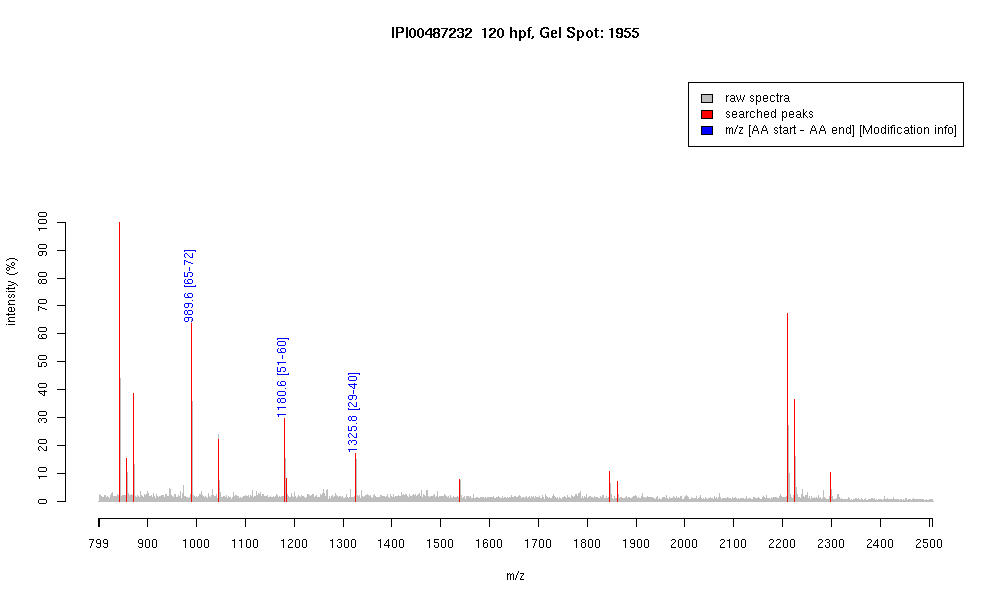 IPI00487232  120 hpf, Gel Spot: 1955
raw spectra
searched peaks
m/z [AA start - AA end] [Modification info]
intensity (%)
100
90
80
70
60
50
40
30
20
10
0
989.6 [65-72]
1180.6 [51-60]
1325.8 [29-40]
799 900 1000 1100 1200 1300 1400 1500 1600 1700 1800 1900 2000 2100 2200 2300 2400 2500
m/z